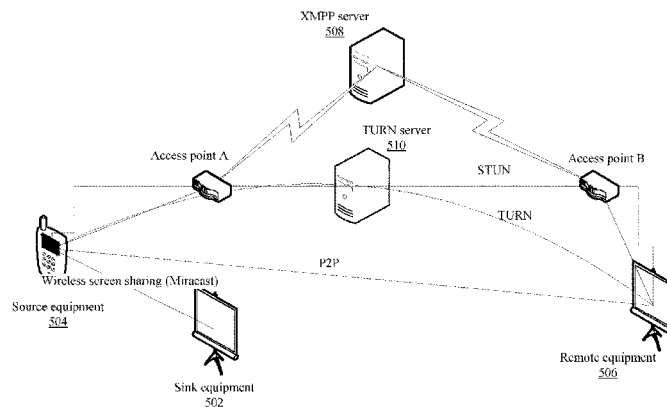 XMPP server
508
TURN server
510
Access point A
Access point B
STUN
TURN
P2P
Wireless screen sharing (Miracast)
Source equipment
504
Sink equipment
502
Remote equipment
506